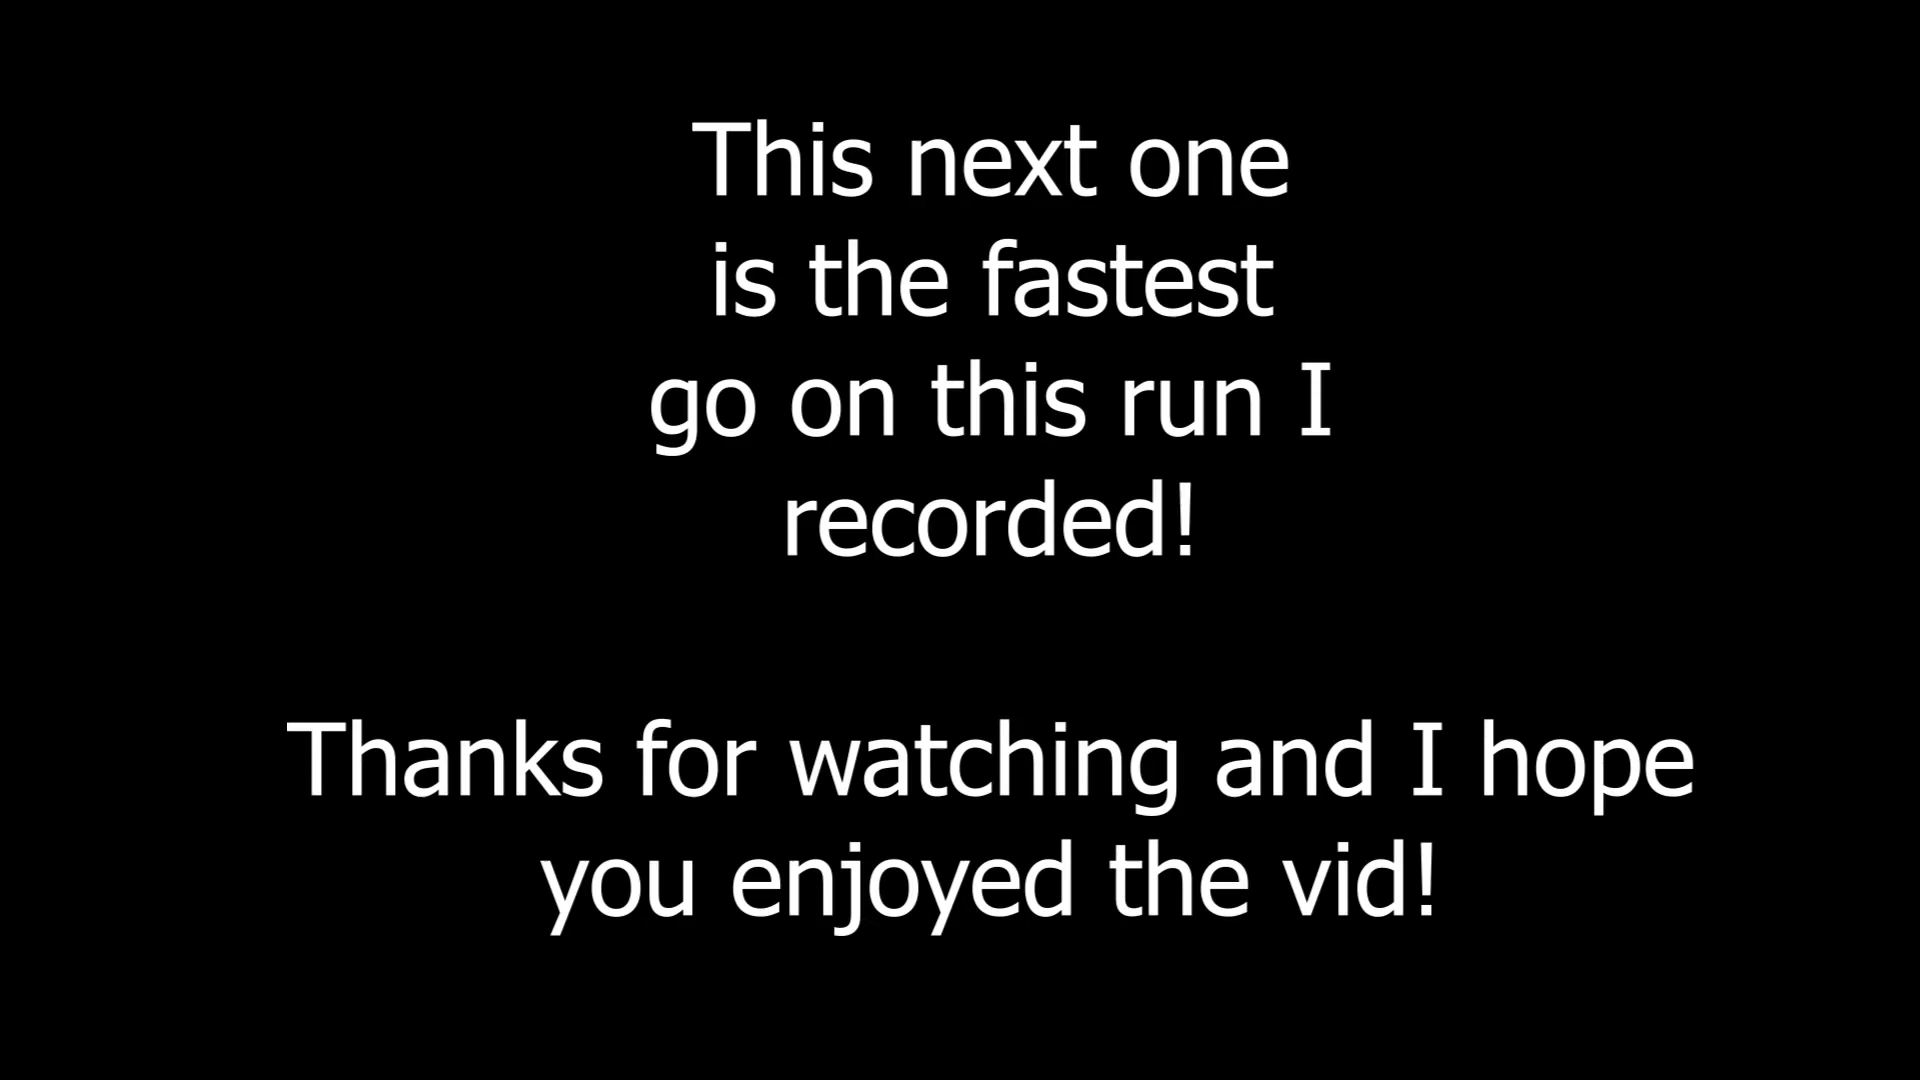 This next one
is the fastest
go on this run I
recorded!
Thanks for watching and I hope
you enjoyed the vid!